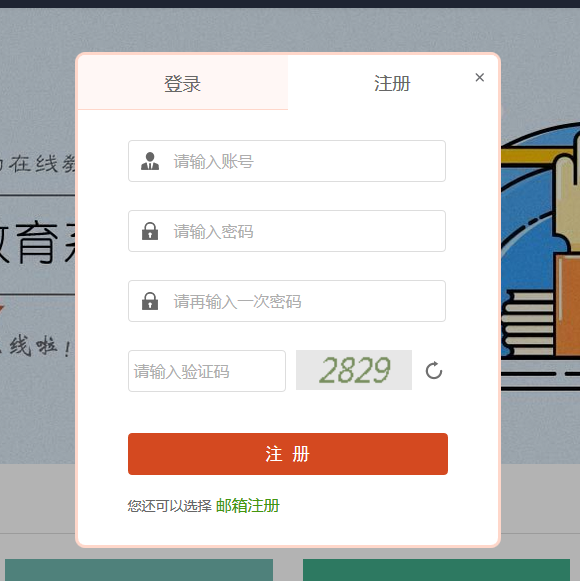 登录
注册
×
请输入账号
请输入密码
请再输入一次密码
请输入验证码
2829
注 册
您还可以选择 邮箱注册
在线教
教育系
线啦！